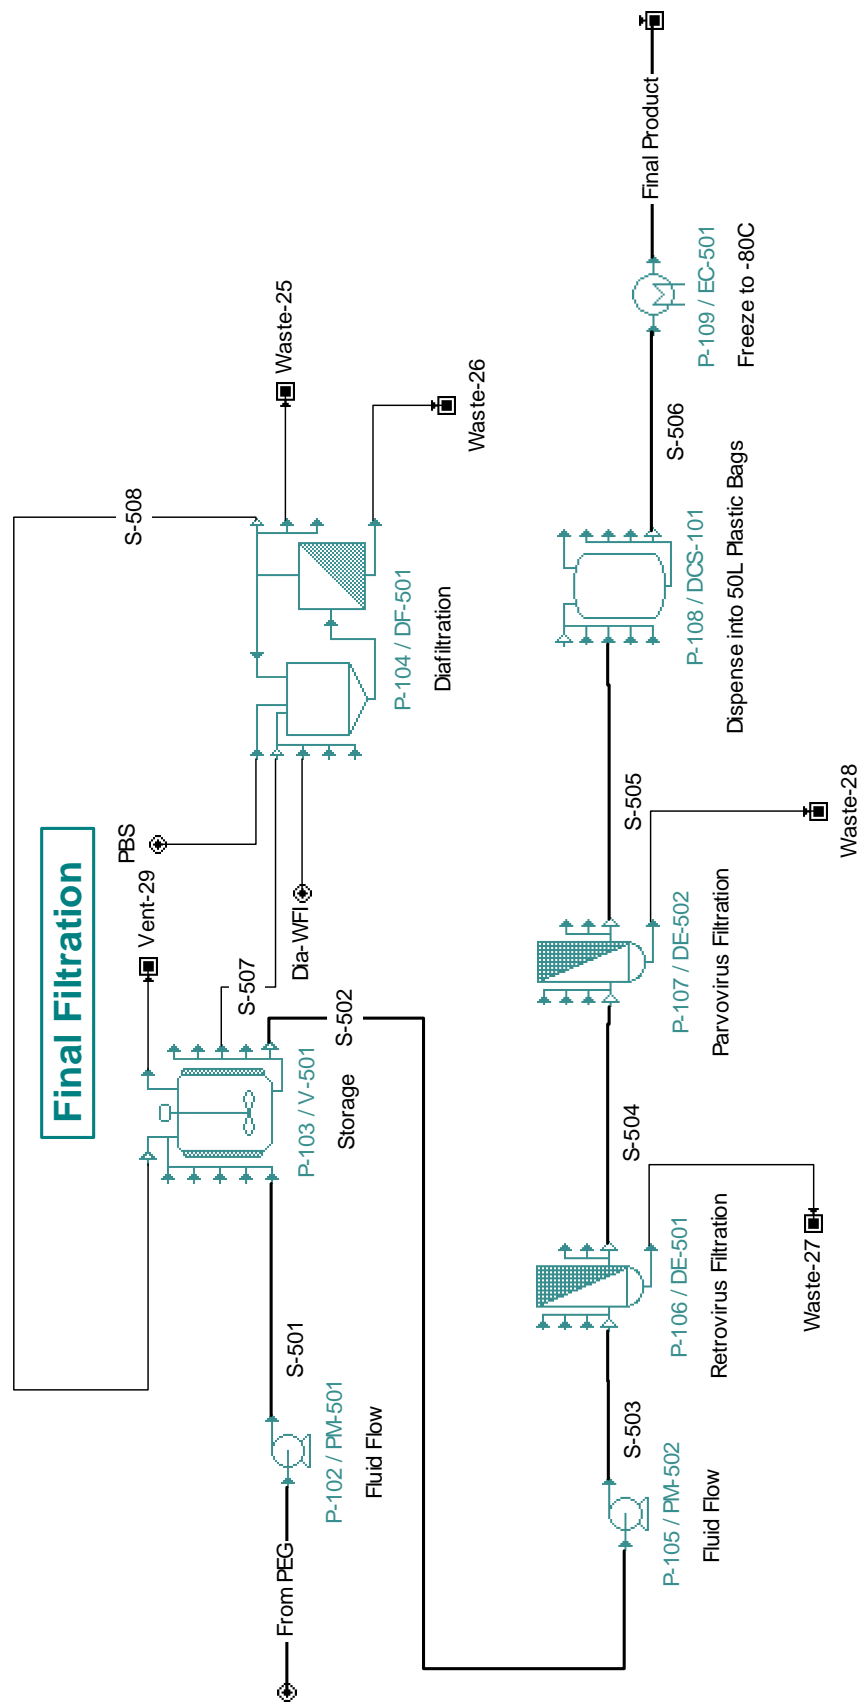 Final Filtration
From PEG
P-102 / PM-501
Fluid Flow
S-501
P-103 / V-501
Storage
Vent-29
S-507
S-502
PBS
Dia-WFI
S-508
P-104 / DF-501
Diafiltration
Waste-25
Waste-26
P-105 / PM-502
Fluid Flow
S-503
P-106 / DE-501
Retrovirus Filtration
Waste-27
S-504
P-107 / DE-502
Parvovirus Filtration
Waste-28
S-505
P-108 / DCS-101
Dispense into 50L Plastic Bags
S-506
P-109 / EC-501
Freeze to -80C
Final Product